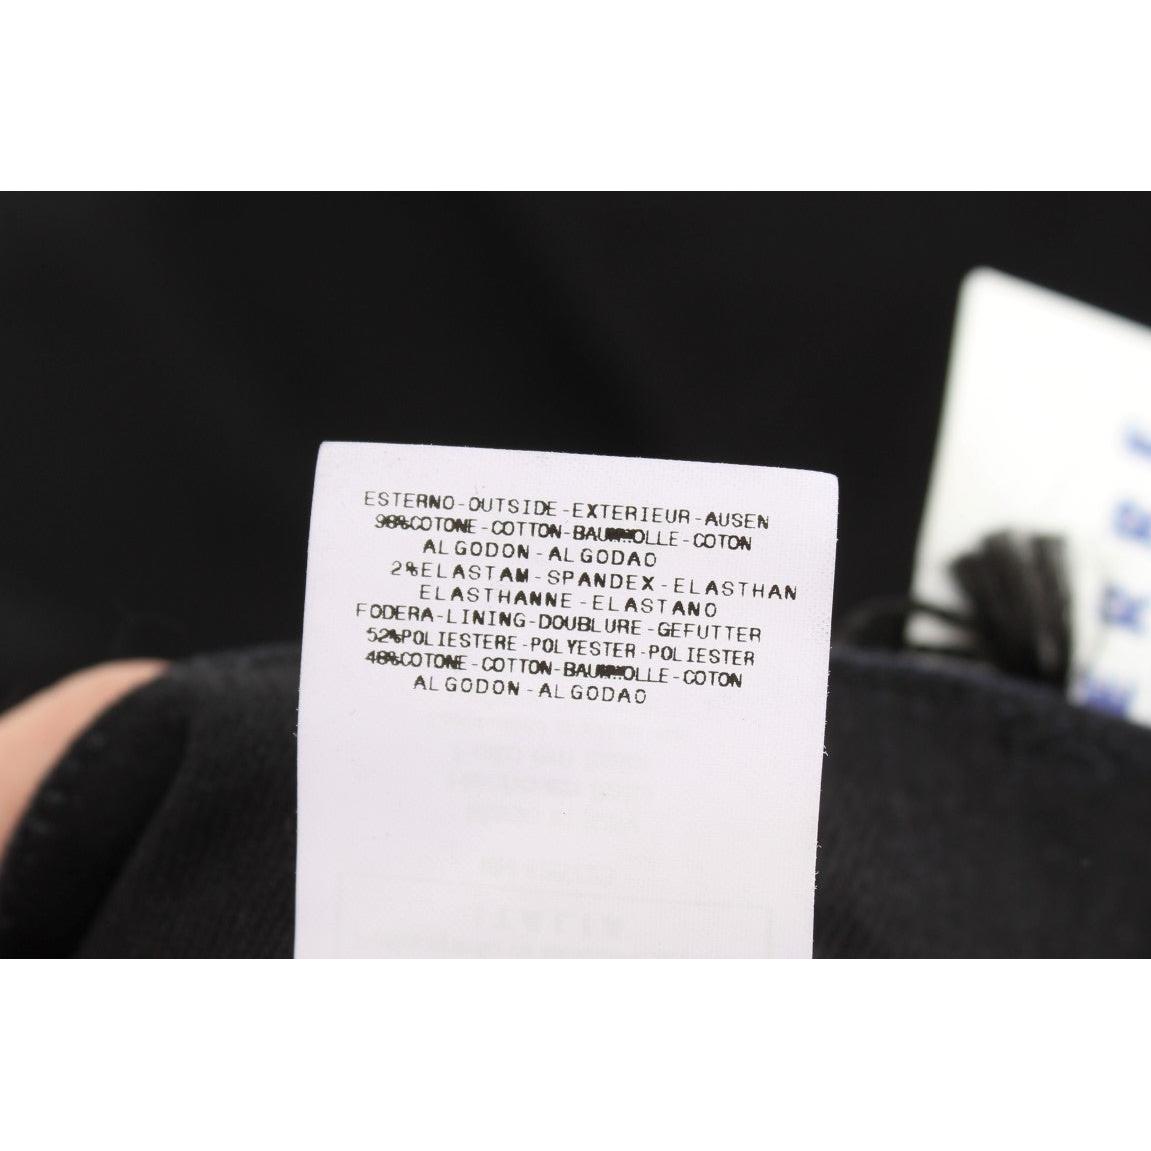 ESTERNO-OUTSIDE-EXTERIEUR-AUSEN
98%COTONE-COTTON-BAUMWOLLE-COTON
ALGODON-ALGODAO
2%ELASTAM-SPANDEX-ELASTHAN
ELASTHANNE-ELASTANO
FODERA-LINING-DOUBLURE-GEFUTTER
52%POLIESTERE-POLYESTER-POLIESTER
48%COTONE-COTTON-BAUMWOLLE-COTON
ALGODON-ALGODAO